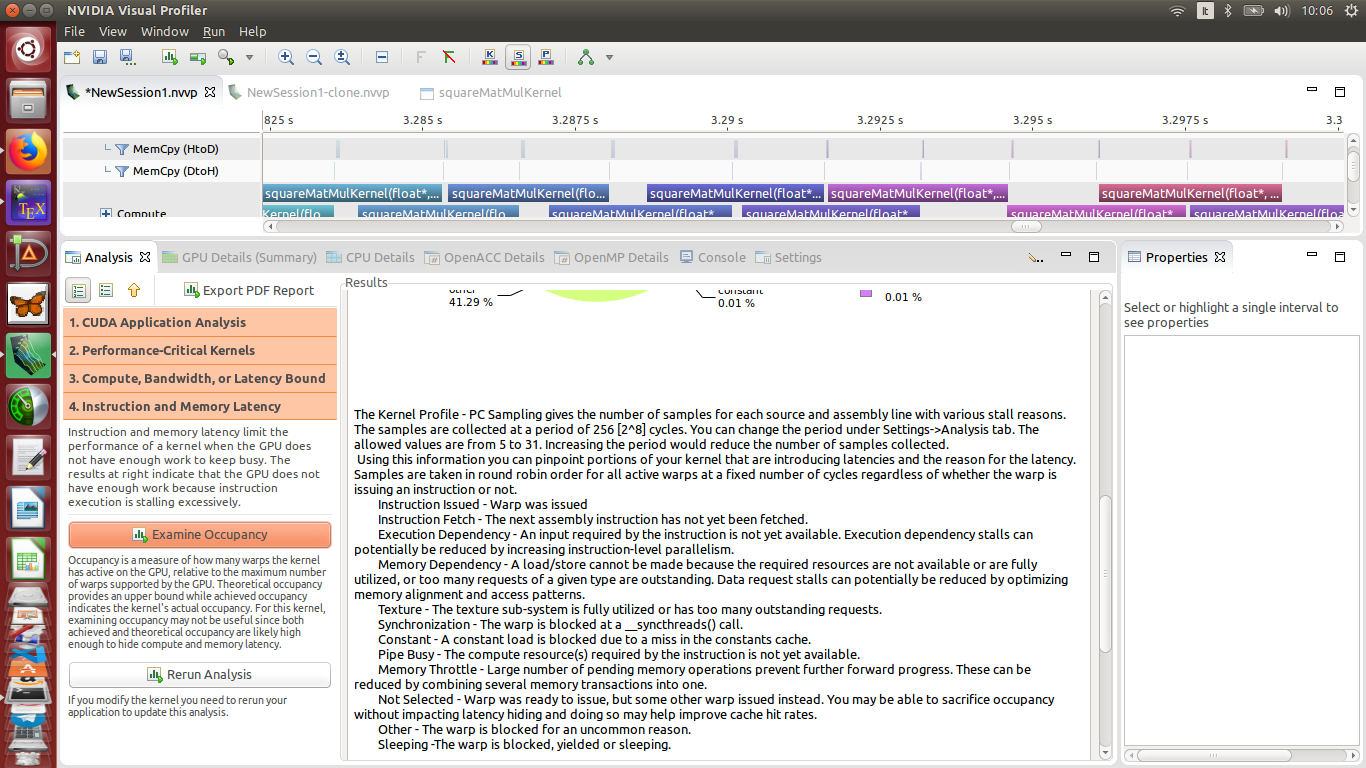 NVIDIA Visual Profiler
lt
10:06
File View Window Run Help
F
K
S
P
*NewSession1.nvvp
NewSession1-clone.nvvp
squareMatMulKernel
825 s
3.285 s
3.2875 s
3.29 s
3.2925 s
3.295 s
3.2975 s
3.3
MemCpy (HtoD)
MemCpy (DtoH)
squareMatMulKernel(float*,...
squareMatMulKernel(flo...
squareMatMulKernel(float*...
squareMatMulKernel(float*,...
squareMatMulKernel(float*, ...
Compute
Kernel(flo...
squareMatMulKernel(flo...
squareMatMulKernel(float*...
squareMatMulKernel(float*...
squareMatMulKernel(float*...
squareMatMulKernel(floa
Analysis
GPU Details (Summary)
CPU Details
OpenACC Details
OpenMP Details
Console
Settings
Properties
Export PDF Report
1. CUDA Application Analysis
2. Performance-Critical Kernels
3. Compute, Bandwidth, or Latency Bound
4. Instruction and Memory Latency
Instruction and memory latency limit the
performance of a kernel when the GPU does
not have enough work to keep busy. The
results at right indicate that the GPU does not
have enough work because instruction
execution is stalling excessively.
Examine Occupancy
Occupancy is a measure of how many warps the kernel
has active on the GPU, relative to the maximum number
of warps supported by the GPU. Theoretical occupancy
provides an upper bound while achieved occupancy
indicates the kernel's actual occupancy. For this kernel,
examining occupancy may not be useful since both
achieved and theoretical occupancy are likely high
enough to hide compute and memory latency.
Rerun Analysis
If you modify the kernel you need to rerun your
application to update this analysis.
Results
other
41.29 %
constant
0.01 %
0.01 %
The Kernel Profile - PC Sampling gives the number of samples for each source and assembly line with various stall reasons.
The samples are collected at a period of 256 [2^8] cycles. You can change the period under Settings->Analysis tab. The
allowed values are from 5 to 31. Increasing the period would reduce the number of samples collected.
Using this information you can pinpoint portions of your kernel that are introducing latencies and the reason for the latency.
Samples are taken in round robin order for all active warps at a fixed number of cycles regardless of whether the warp is
issuing an instruction or not.
Instruction Issued - Warp was issued
Instruction Fetch - The next assembly instruction has not yet been fetched.
Execution Dependency - An input required by the instruction is not yet available. Execution dependency stalls can
potentially be reduced by increasing instruction-level parallelism.
Memory Dependency - A load/store cannot be made because the required resources are not available or are fully
utilized, or too many requests of a given type are outstanding. Data request stalls can potentially be reduced by optimizing
memory alignment and access patterns.
Texture - The texture sub-system is fully utilized or has too many outstanding requests.
Synchronization - The warp is blocked at a __syncthreads() call.
Constant - A constant load is blocked due to a miss in the constants cache.
Pipe Busy - The compute resource(s) required by the instruction is not yet available.
Memory Throttle - Large number of pending memory operations prevent further forward progress. These can be
reduced by combining several memory transactions into one.
Not Selected - Warp was ready to issue, but some other warp issued instead. You may be able to sacrifice occupancy
without impacting latency hiding and doing so may help improve cache hit rates.
Other - The warp is blocked for an uncommon reason.
Sleeping -The warp is blocked, yielded or sleeping.
Select or highlight a single interval to
see properties
TEX